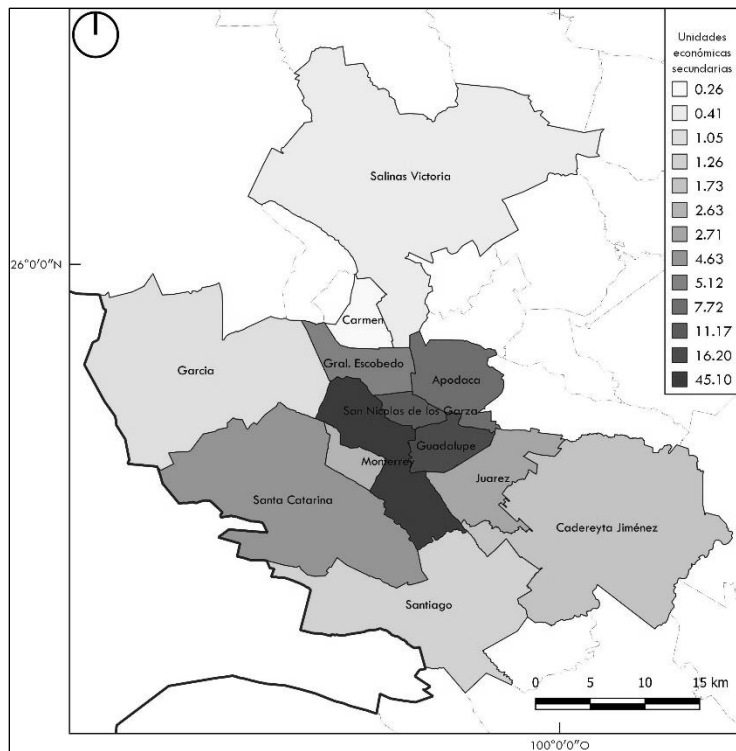 Unidades
económicas
secundarias
0.26
0.41
1.05
1.26
1.73
2.63
2.71
4.63
5.12
7.72
11.17
16.20
45.10
Salinas Victoria
26°0′0″N
Carmen
Garcia
Gral. Escobedo
Apodaca
San Nicolas de los Garza
Guadalupe
Monterrey
Juarez
Santa Catarina
Cadereyta Jiménez
Santiago
0 5 10 15 km
100°0′0″O